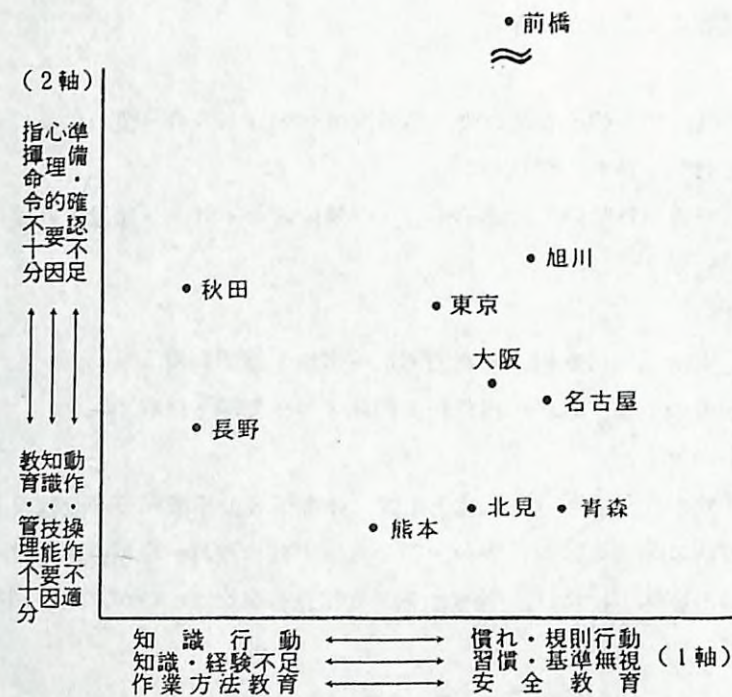 前橋
(2軸)
準備・確認不足
心理的要因
指揮命令不十分
動作・操作不適
知識・技能要因
教育・管理不十分
旭川
秋田
東京
大阪
名古屋
長野
北見
青森
熊本
知識行動 ←→ 慣れ・規則行動
知識・経験不足 ←→ 習慣・基準無視
作業方法教育 ←→ 安全教育
(1軸)